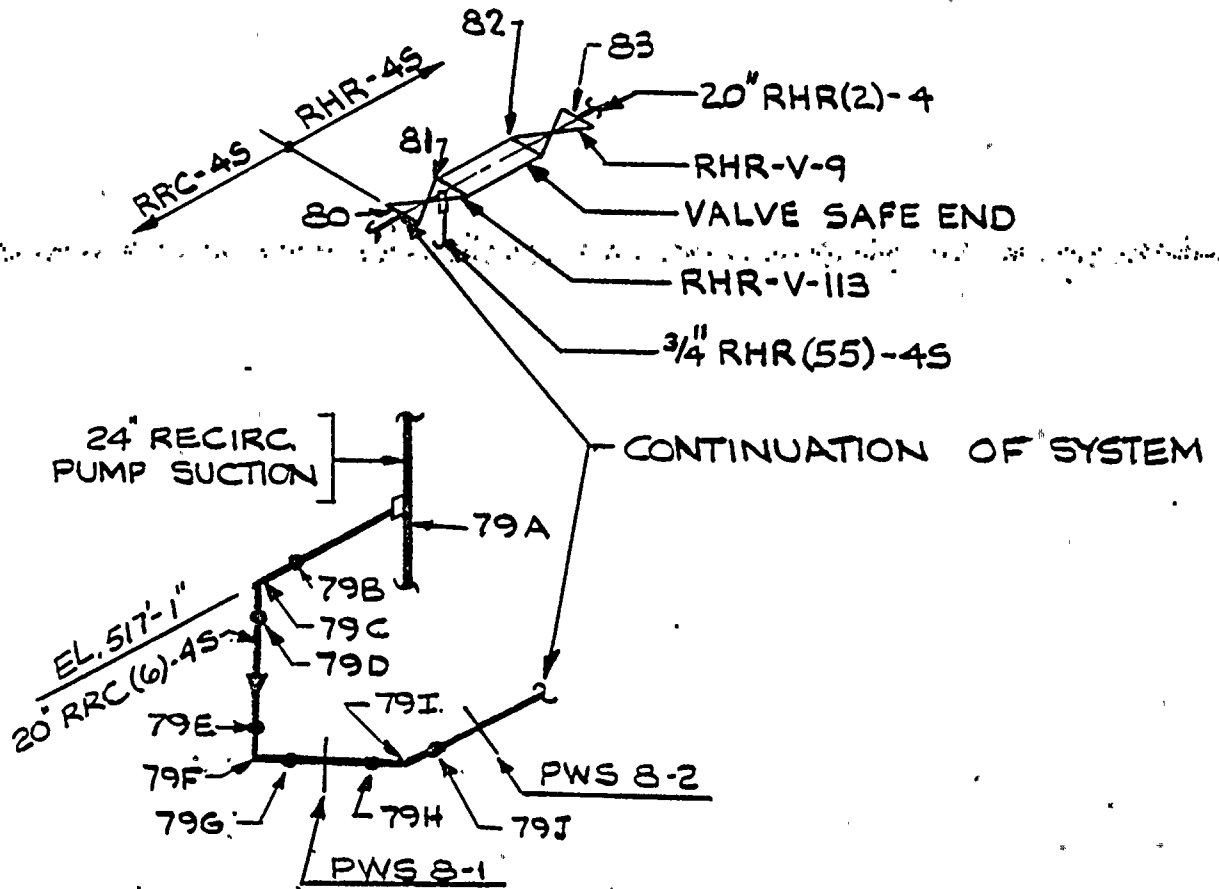 82
83
RHR-4S
20" RHR(2)-4
81
RRC-4S
RHR-V-9
80
VALVE SAFE END
RHR-V-113
3/4" RHR(55)-4S
24" RECIRC.
PUMP SUCTION
CONTINUATION OF SYSTEM
79A
79B
EL. 517'-1"
79C
20" RRC(6)-4S
79D
79I
79E
79F
PWS 8-2
79G
79H
79J
PWS 8-1